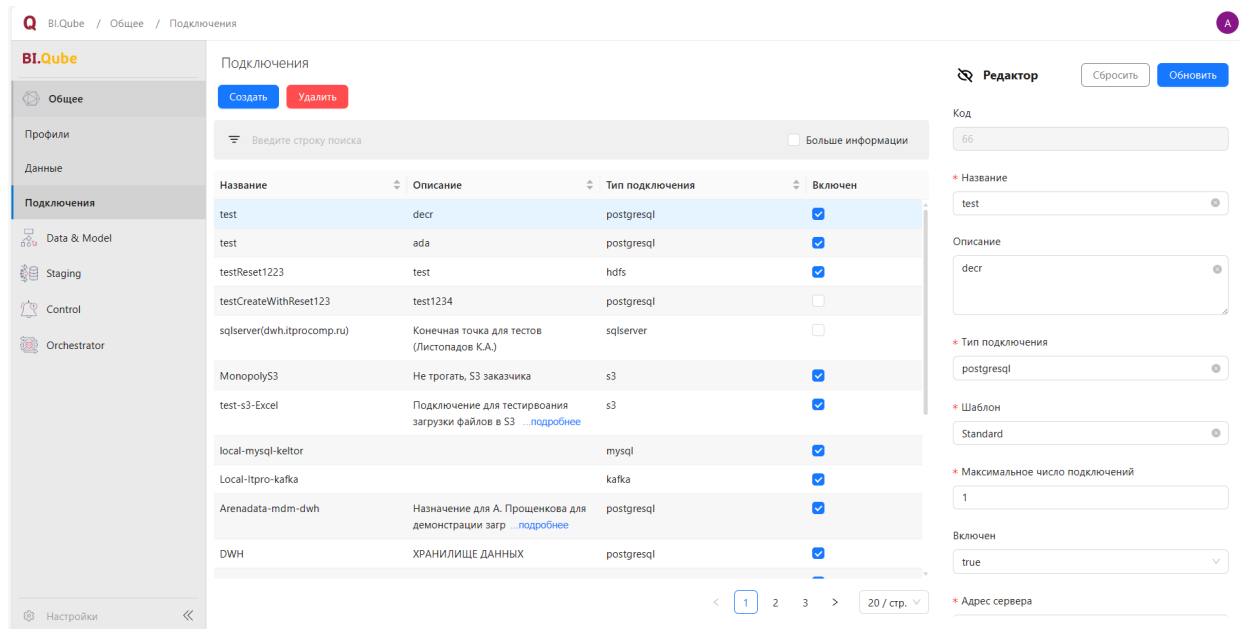 Q BI.Qube / Общее / Подключения
A
BI.Qube
Общее
Профили
Данные
Подключения
Data & Model
Staging
Control
Orchestrator
Настройки
Подключения
Создать Удалить
Введите строку поиска Больше информации
Название Описание Тип подключения Включен
test decr postgresql
test ada postgresql
testReset1223 test hdfs
testCreateWithReset123 test1234 postgresql
sqlserver(dwh.itprocomp.ru) Конечная точка для тестов sqlserver
(Листопадов К.А.)
MonopolyS3 Не трогать, S3 заказчика s3
test-s3-Excel Подключение для тестирвоания s3
загрузки файлов в S3 ...подробнее
local-mysql-keltor mysql
Local-Itpro-kafka kafka
Arenadata-mdm-dwh Назначение для А. Прощенкова для postgresql
демонстрации загр ...подробнее
DWH ХРАНИЛИЩЕ ДАННЫХ postgresql
< 1 2 3 > 20 / стр.
Редактор Сбросить Обновить
Код
66
* Название
test
Описание
decr
* Тип подключения
postgresql
* Шаблон
Standard
* Максимальное число подключений
1
Включен
true
* Адрес сервера